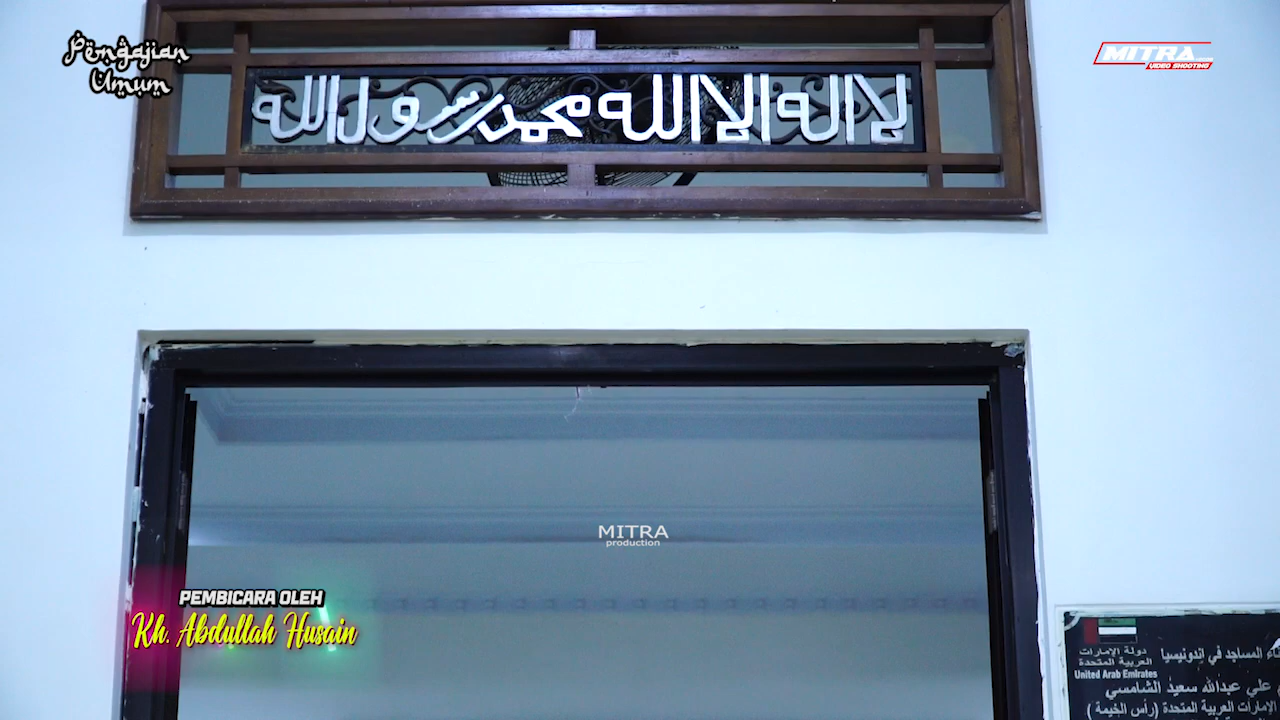 Pengajian
Umum
MITRA
VIDEO SHOOTING
لا اله الا الله محمد رسول الله
MITRA
production
PEMBICARA OLEH
Kh. Abdullah Husain
دولة الإمارات
العربية المتحدة
United Arab Emirates
المساجد في إندونيسيا
علي عبدالله سعيد الشامسي
الإمارات العربية المتحدة (رأس الخيمة)